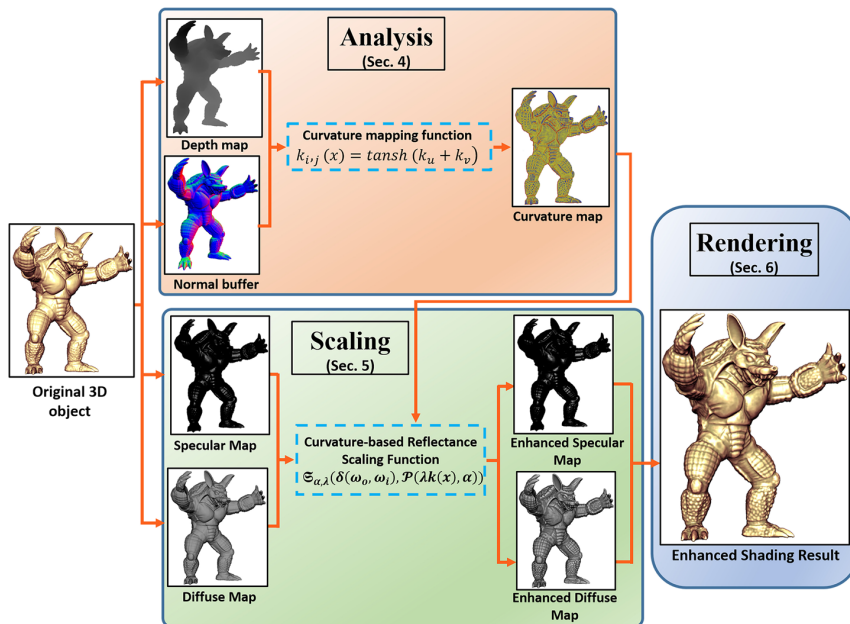 Analysis
(Sec. 4)
Depth map
Curvature mapping function
k_{i,j} (x) = tansh (k_u + k_v)
Curvature map
Normal buffer
Original 3D
object
Scaling
(Sec. 5)
Specular Map
Diffuse Map
Curvature-based Reflectance
Scaling Function
𝔖_{α,λ}(δ(ω_o, ω_i), 𝒫(λk(x), α))
Enhanced Specular
Map
Enhanced Diffuse
Map
Rendering
(Sec. 6)
Enhanced Shading Result